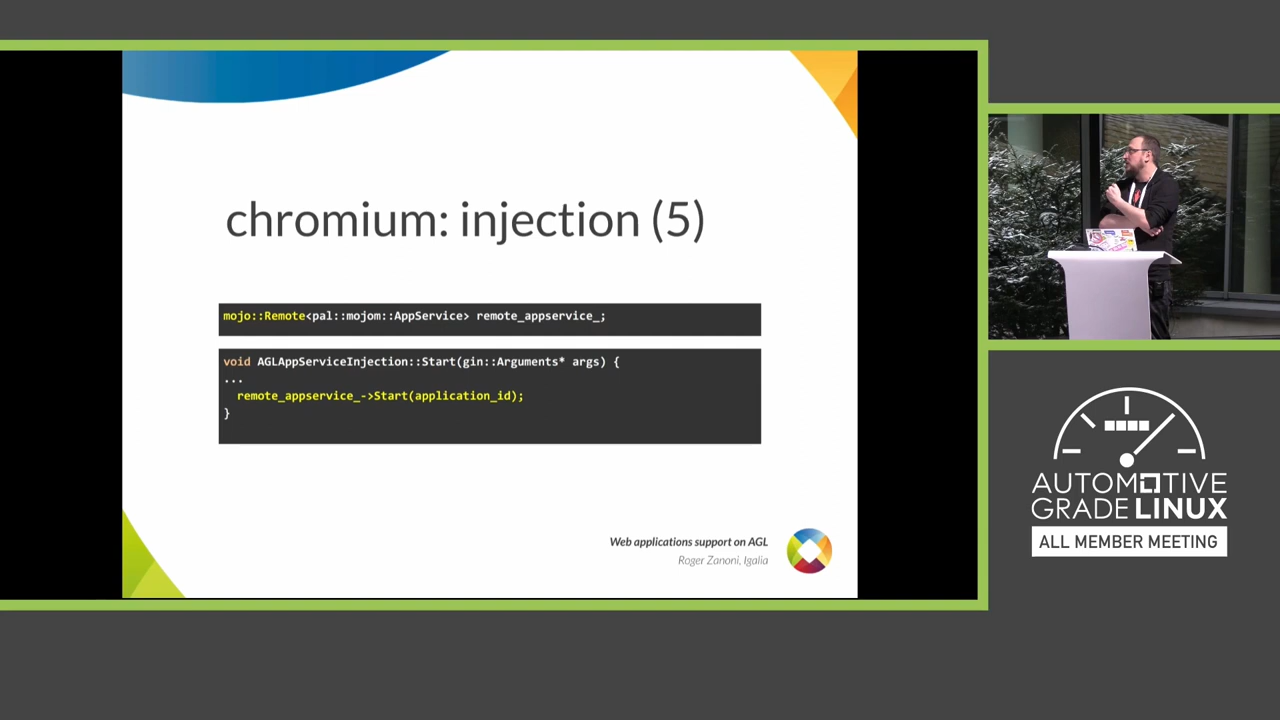 chromium: injection (5)
mojo::Remote<pal::mojom::AppService> remote_appservice_;
void AGLAppServiceInjection::Start(gin::Arguments* args) {
...
remote_appservice_->Start(application_id);
}
Web applications support on AGL
Roger Zanoni, Igalia
AUTOMOTIVE
GRADE LINUX
ALL MEMBER MEETING